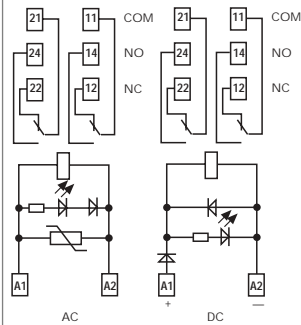 21 11 COM 21 11 COM
24 14 NO 24 14 NO
22 12 NC 22 12 NC
A1 A2 A1 A2
+ —
AC DC